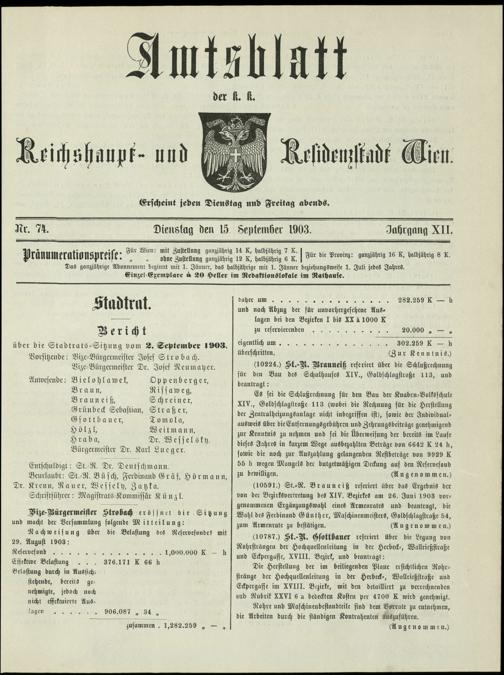 Amtsblatt
der k. k.
Reichshaupt- und Residenzstadt Wien.
Erscheint jeden Dienstag und Freitag abends.
Nr. 74. Dienstag den 15 September 1903. Jahrgang XII.
Pränumerationspreise: Für Wien: mit Zustellung ganzjährig 14 K, halbjährig 7 K. Für die Provinz: ganzjährig 16 K, halbjährig 8 K.
„ „ ohne Zustellung ganzjährig 12 K, halbjährig 6 K.
Das ganzjährige Abonnement beginnt mit 1. Jänner, das halbjährige mit 1. Jänner beziehungsweise 1. Juli jedes Jahres.
Einzel-Exemplare à 20 Heller im Redaktionslokale im Rathause.
Stadtrat.
Bericht
über die Stadtrats-Sitzung vom 2. September 1903.
Vorsitzende: Vize-Bürgermeister Josef Strobach.
Vize-Bürgermeister Dr. Josef Neumayer.
Anwesende: Bielohlawek, Oppenberger,
Braun, Rissaweg,
Brauneiß, Schreiner,
Grünbeck Sebastian, Straßer,
Gsottbauer, Tomola,
Hölzl, Weitmann,
Hraba, Dr. Wessely.
Bürgermeister Dr. Karl Lueger.
Entschuldigt: St.-R. Dr. Deutschmann.
Beurlaubt: St.-R. Büsch, Ferdinand Gräf, Hörmann,
Dr. Krenn, Rauer, Wessely, Zatzka.
Schriftführer: Magistrats-Kommissär Künzl.
Vize-Bürgermeister Strobach eröffnet die Sitzung
und macht der Versammlung folgende Mitteilung:
Nachweisung über die Belastung des Reservefondes mit
29. August 1903:
Reservefond . . . 1,000.000 K — h
Effektive Belastung . . . 376.171 K 66 h
Belastung durch in Aussicht
stehende, bereits ge-
nehmigte, jedoch noch
nicht effektuierte Aus-
lagen . . . 906.087 „ 34 „
zusammen . 1,282.259 „ — „
daher um . . . 282.259 K — h
und nach Abzug der für unvorhergesehene Aus-
lagen bei den Bezirken I bis XX à 1000 K
zu reservierenden . . . 20.000 „ — „
eigentlich um . . . 302.259 K — h
überschritten. (Zur Kenntnis.)
(10224.) St.-R. Brauneiß referiert über die Schlußrechnung
für den Bau des Schulhauses XIV., Goldschlagstraße 113, und
beantragt:
Es sei die Schlußrechnung für den Bau der Knaben-Volksschule
XIV., Goldschlagstraße 113 (wobei die Rechnung für die Herstellung
der Zentralheizungsanlage nicht inbegriffen ist), sowie der Individual-
ausweis über die Entfernungsgebühren und Zehrungsbeiträge genehmigend
zur Kenntnis zu nehmen und sei die Überweisung der bereits im Laufe
dieses Jahres in kurzem Wege ausbezahlten Beträge von 6642 K 24 h,
sowie die noch zur Auszahlung gelangenden Restbeträge von 9929 K
55 h wegen Mangels der budgetmäßigen Deckung auf den Reservefond
zu bewilligen. (Angenommen.)
(10591.) St.-R. Brauneiß referiert über das Ergebnis der
von der Bezirksvertretung des XIV. Bezirkes am 26. Juni 1903 vor-
genommenen Ergänzungswahl eines Armenrates und beantragt, die
Wahl des Ferdinand Günther, Maschinenmeisters, Goldschlagstraße 54,
zum Armenrate zu bestätigen. (Angenommen.)
(10787.) St.-R. Gsottbauer referiert über die Legung von
Rohrsträngen der Hochquellenleitung in der Herbeck-, Wallrießstraße
und Eckpergasse, XVIII. Bezirk, und beantragt:
Die Herstellung der im beiliegenden Plane ersichtlichen Rohr-
stränge der Hochquellenleitung in der Herbeck-, Wallrießstraße und
Eckpergasse im XVIII. Bezirke, mit den detailliert zu verrechnenden
und Rubrik XXVI 6 a bedeckten Kosten per 4700 K wird genehmigt.
Rohre und Maschinenbestandteile sind dem Vorrate zu entnehmen,
die Arbeiten durch die ständigen Kontrahenten auszuführen.
(Angenommen.)